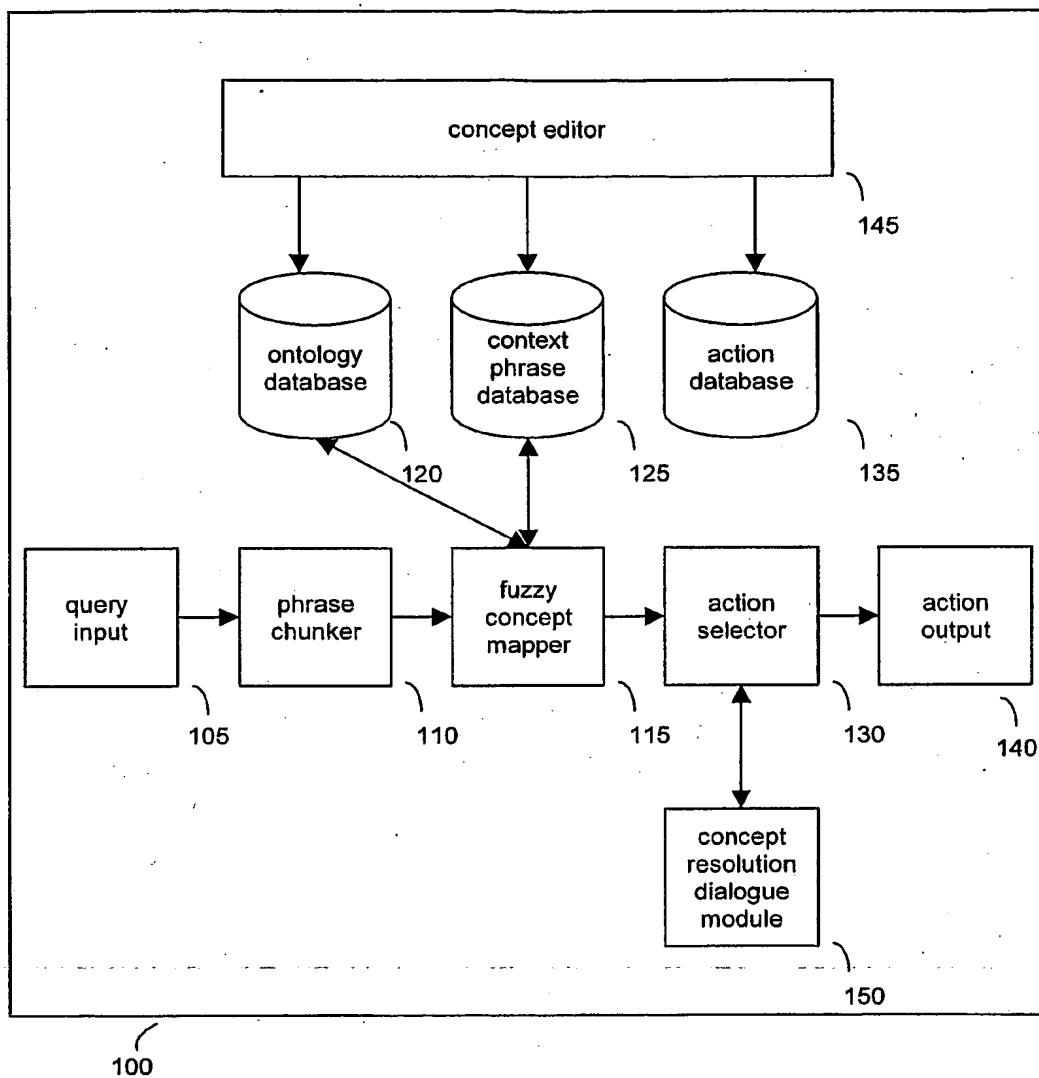 concept editor
145
ontology
database
context
phrase
database
action
database
120
125
135
query
input
phrase
chunker
fuzzy
concept
mapper
action
selector
action
output
105
110
115
130
140
concept
resolution
dialogue
module
150
100